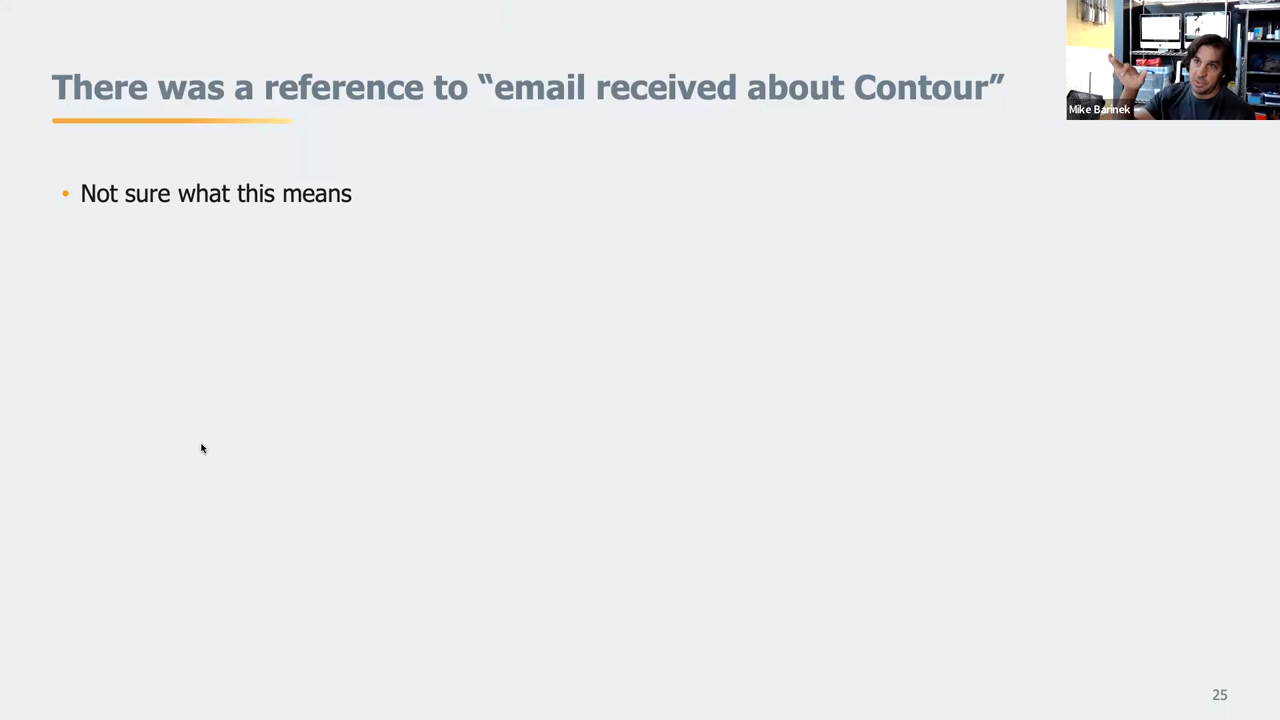 There was a reference to “email received about Contour”
Mike Barinek
• Not sure what this means
25